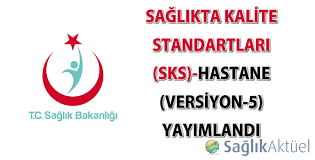 SAĞLIKTA KALİTE
STANDARTLARI
(SKS)-HASTANE
(VERSİYON-5)
YAYIMLANDI
T.C. Sağlık Bakanlığı
SağlıkAktüel